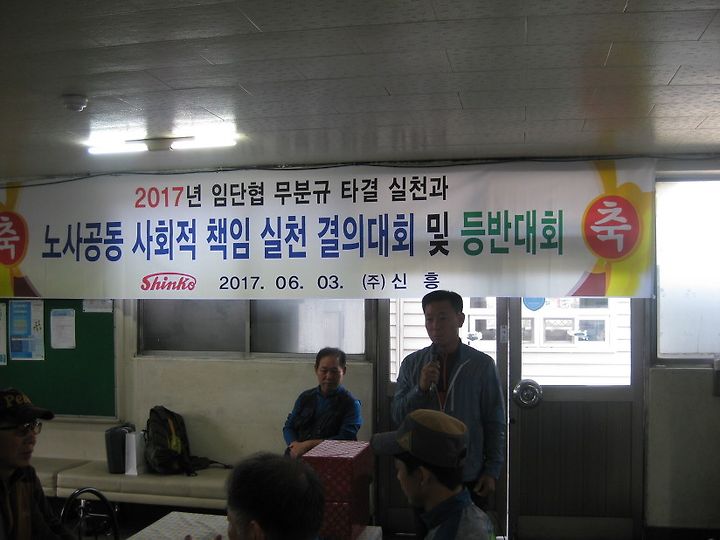 2017년 임단협 무분규 타결 실천과
축 노사공동 사회적 책임 실천 결의대회 및 등반대회 축
Shinko 2017. 06. 03. (주) 신 흥